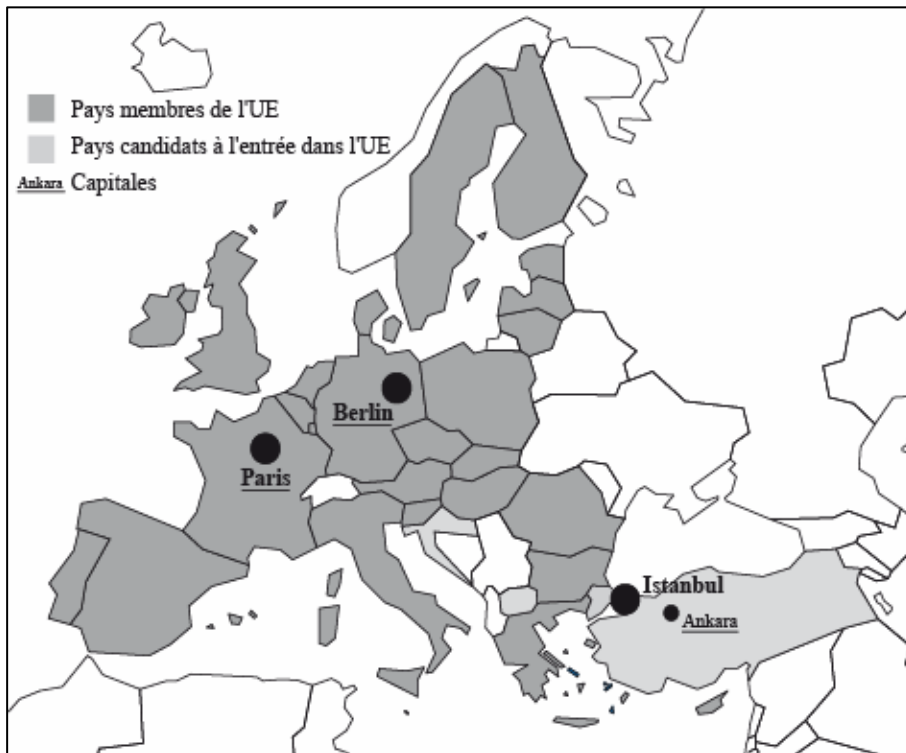 Pays membres de l'UE
Pays candidats à l'entrée dans l'UE
Ankara Capitales
Berlin
Paris
Istanbul
Ankara